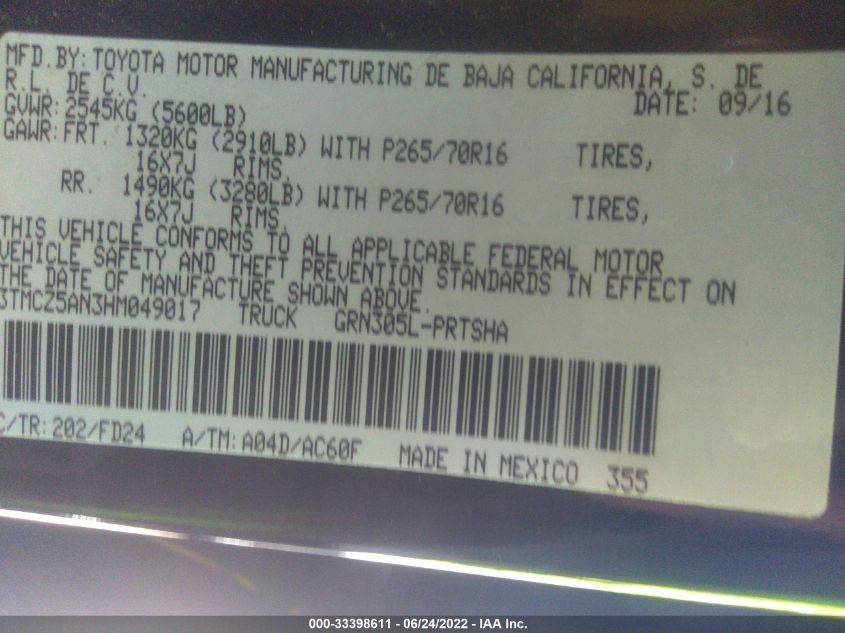 MFD.BY: TOYOTA MOTOR MANUFACTURING DE BAJA CALIFORNIA, S. DE
R.L. DE C.V. DATE: 09/16
GVWR: 2545KG (5600LB)
GAWR: FRT. 1320KG (2910LB) WITH P265/70R16 TIRES,
16X7J RIMS,
RR. 1490KG (3280LB) WITH P265/70R16 TIRES,
16X7J RIMS,
THIS VEHICLE CONFORMS TO ALL APPLICABLE FEDERAL MOTOR
VEHICLE SAFETY AND THEFT PREVENTION STANDARDS IN EFFECT ON
THE DATE OF MANUFACTURE SHOWN ABOVE.
3TMCZ5AN3HM049017 TRUCK GRN305L-PRTSHA
C/TR: 202/FD24 A/TM: A04D/AC60F MADE IN MEXICO 355
000-33398611 - 06/24/2022 - IAA Inc.